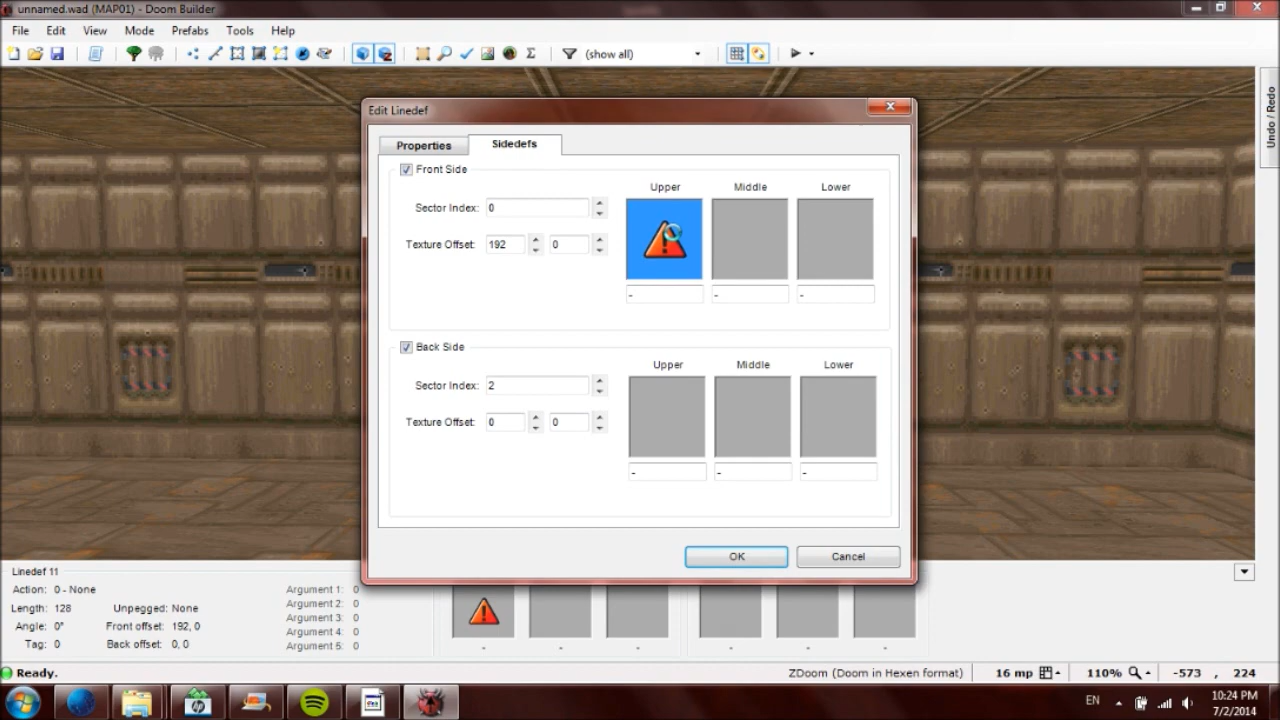 unnamed.wad (MAP01) - Doom Builder
File Edit View Mode Prefabs Tools Help
(show all)
Undo / Redo
Edit Linedef
Properties Sidedefs
Front Side
Upper Middle Lower
Sector Index: 0
Texture Offset: 192 0
- - -
Back Side
Upper Middle Lower
Sector Index: 2
Texture Offset: 0 0
- - -
OK Cancel
Linedef 11
Action: 0 - None Argument 1: 0
Argument 2: 0
Length: 128 Unpegged: None
Argument 3: 0
Angle: 0° Front offset: 192, 0
Argument 4: 0
Tag: 0 Back offset: 0, 0
Argument 5: 0
- - - - - -
Ready. ZDoom (Doom in Hexen format) 16 mp 110% -573 , 224
EN 10:24 PM
7/2/2014